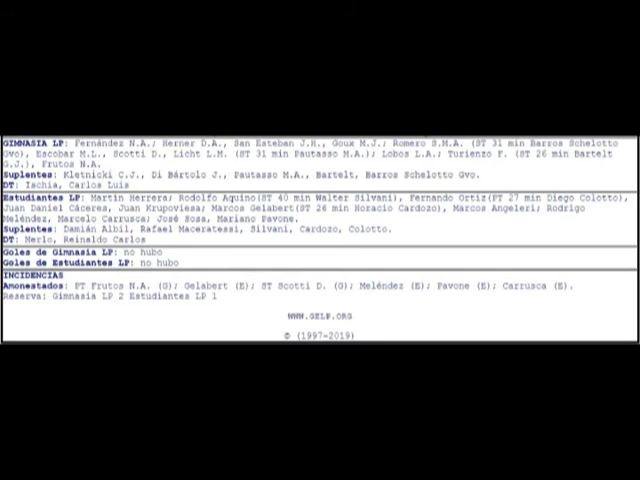 GIMNASIA LP: Fernández N.A.; Herner D.A., San Esteban J.H., Goux M.J.; Romero S.M.A. (ST 31 min Barros Schelotto
Gvo), Escobar M.L., Scotti D., Licht L.M. (ST 31 min Pautasso M.A.); Lobos L.A.; Turienzo F. (ST 26 min Bartelt
G.J.), Frutos N.A.
Suplentes: Kletnicki C.J., Di Bártolo J., Pautasso M.A., Bartelt, Barros Schelotto Gvo.
DT: Ischia, Carlos Luis
Estudiantes LP: Martín Herrera; Rodolfo Aquino(ST 40 min Walter Silvani), Fernando Ortiz(PT 27 min Diego Colotto),
Juan Daniel Cáceres, Juan Krupoviesa; Marcos Gelabert(ST 26 min Horacio Cardozo), Marcos Angeleri; Rodrigo
Meléndez, Marcelo Carrusca; José Sosa, Mariano Pavone.
Suplentes: Damián Albil, Rafael Maceratessi, Silvani, Cardozo, Colotto.
DT: Merlo, Reinaldo Carlos
Goles de Gimnasia LP: no hubo
Goles de Estudiantes LP: no hubo
INCIDENCIAS
Amonestados: PT Frutos N.A. (G); Gelabert (E); ST Scotti D. (G); Meléndez (E); Pavone (E); Carrusca (E).
Reserva: Gimnasia LP 2 Estudiantes LP 1
WWW.GELP.ORG
© (1997-2019)